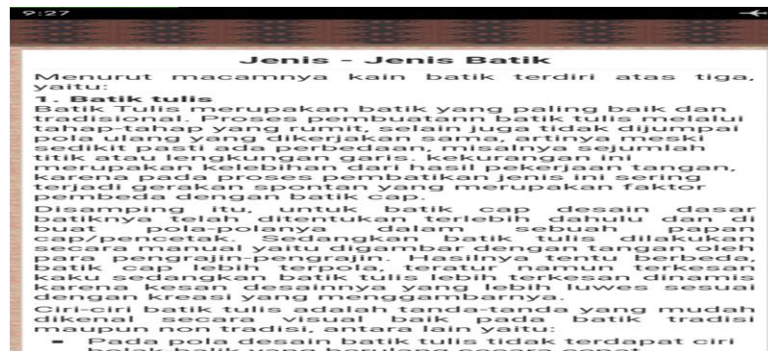 9:27
Jenis - Jenis Batik
Menurut macamnya kain batik terdiri atas tiga,
yaitu:
1. Batik tulis
Batik Tulis merupakan batik yang paling baik dan
tradisional. Proses pembuatann batik tulis melalui
tahap-tahap yang rumit, selain juga tidak dijumpai
pola ulang yang dikerjakan sama, artinya meski
sedikit pasti ada perbedaan, misalnya sejumlah
titik atau lengkungan garis. kekurangan ini
merupakan kelebihan dari hasil pekerjaan tangan,
karena pada proses pembatikan jenis ini sering
terjadi gerakan spontan yang merupakan faktor
pembeda dengan batik cap.
Disamping itu, untuk batik cap desain dasar
batiknya telah ditentukan terlebih dahulu dan di
buat pola-polanya dalam sebuah papan
cap/pencetak. Sedangkan batik tulis dilakukan
secara manual yaitu digambar dengan tangan oleh
para pengrajin-pengrajin. Hasilnya tentu berbeda,
batik cap lebih terpola, teratur namun terkesan
kaku sedangkan batik tulis lebih terkesan dinamis
karena kesan desainnya yang lebih luwes sesuai
dengan kreasi yang menggambarnya.
Ciri-ciri batik tulis adalah tanda-tanda yang mudah
dikenal secara visual baik pada batik tradisi
maupun non tradisi, antara lain yaitu:
- Pada pola desain batik tulis tidak terdapat ciri
bolak-balik yang berulang secara tepat